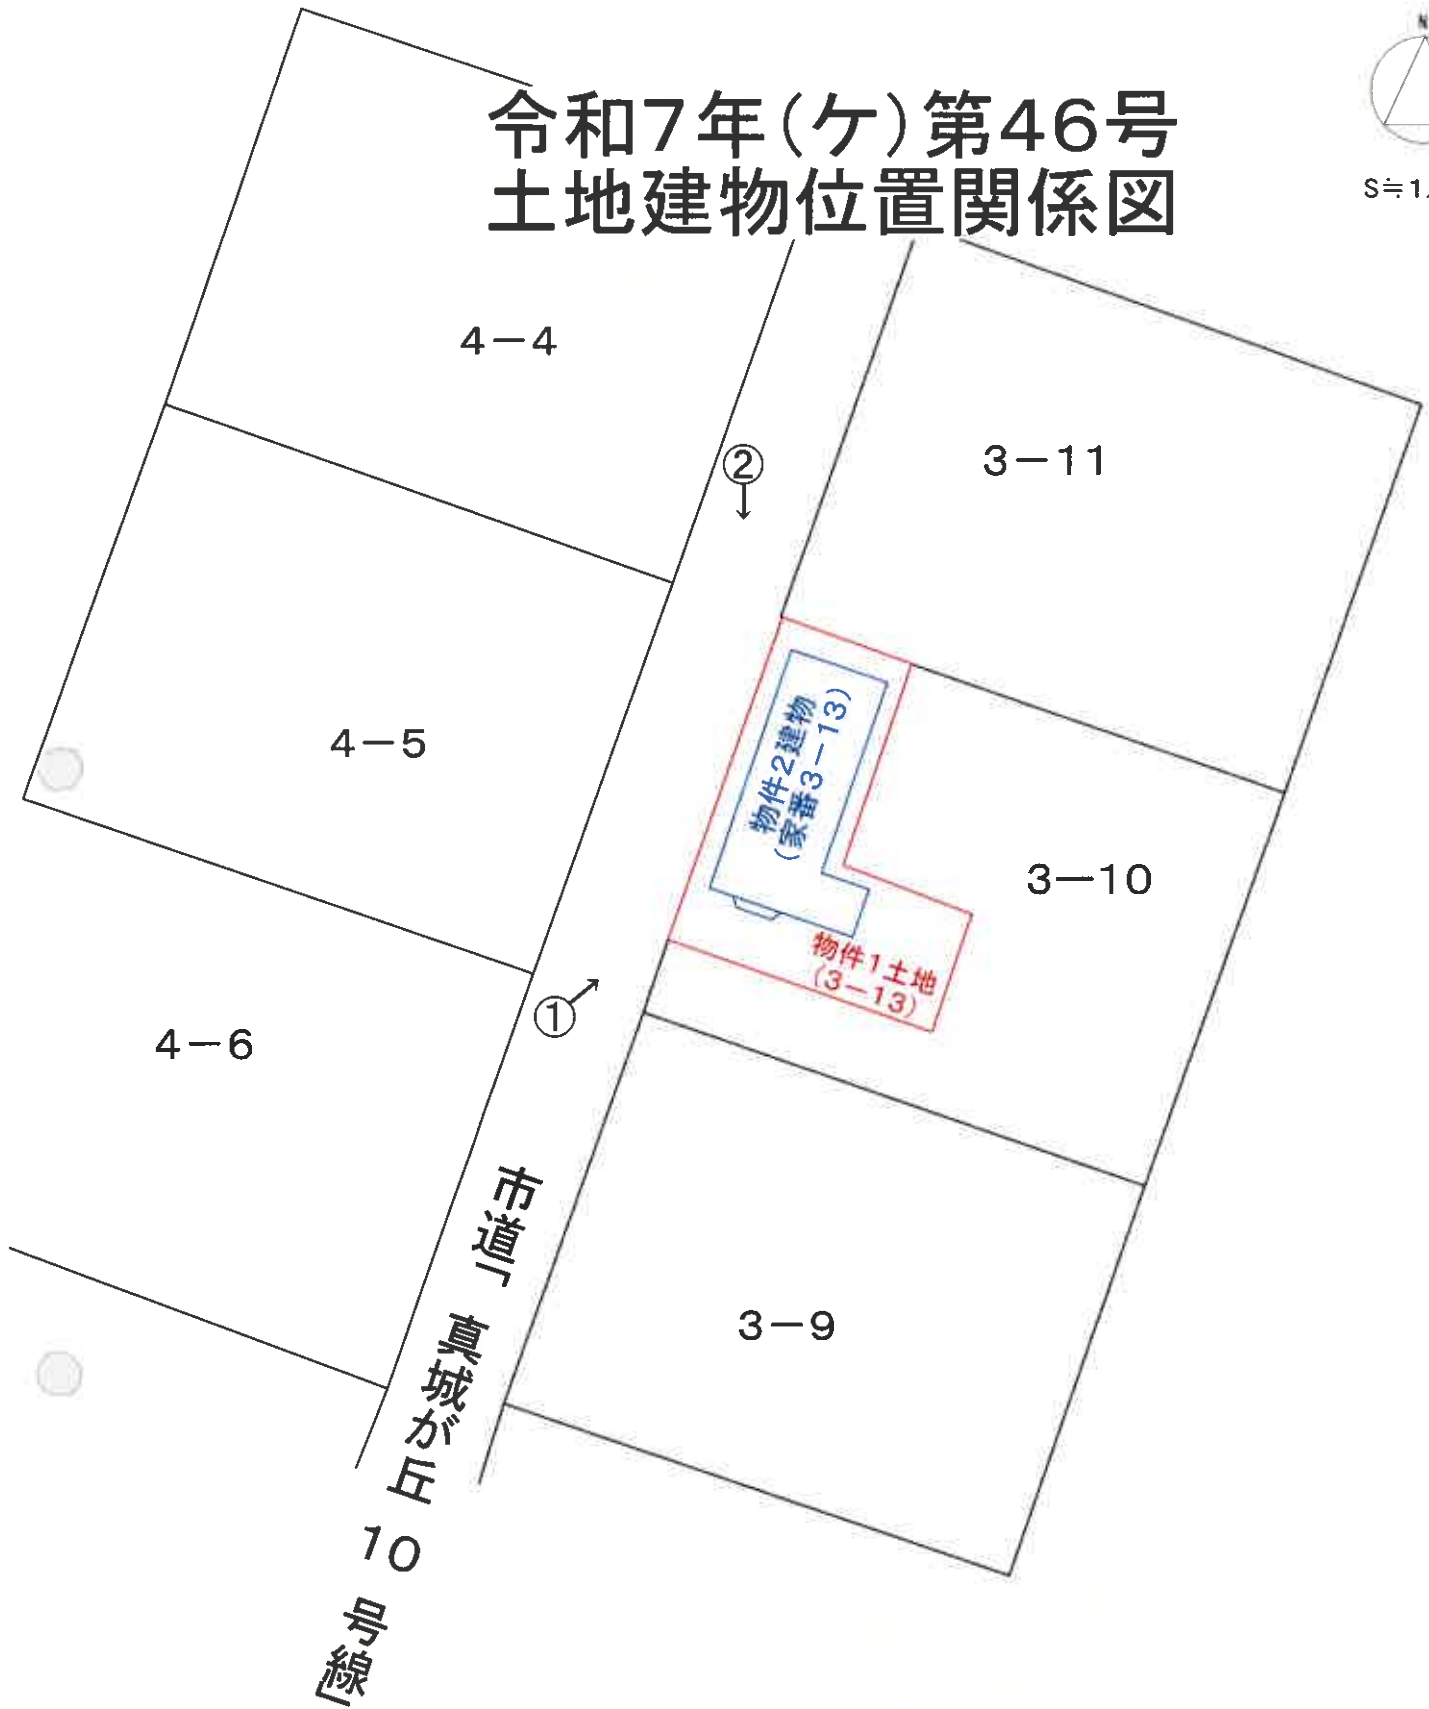 令和7年(ケ)第46号
土地建物位置関係図
N
S≒1
4-4
3-11
②
4-5
物件2建物
(家番3-13)
3-10
物件1土地
(3-13)
①
4-6
3-9
市道「真城が丘10号線」